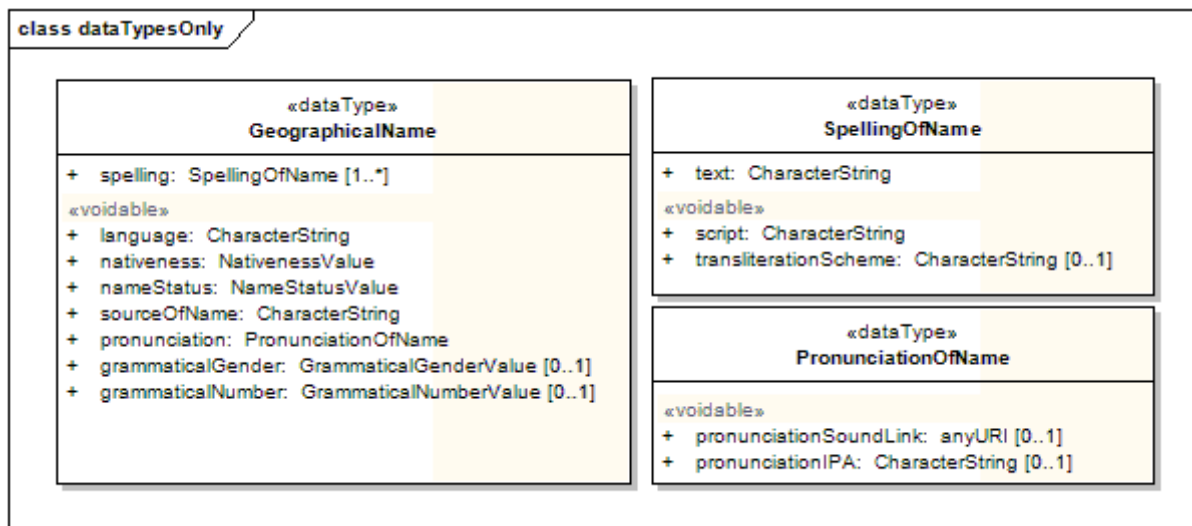 class dataTypesOnly
«dataType»
GeographicalName
+ spelling: SpellingOfName [1..*]
«voidable»
+ language: CharacterString
+ nativeness: NativenessValue
+ nameStatus: NameStatusValue
+ sourceOfName: CharacterString
+ pronunciation: PronunciationOfName
+ grammaticalGender: GrammaticalGenderValue [0..1]
+ grammaticalNumber: GrammaticalNumberValue [0..1]
«dataType»
SpellingOfName
+ text: CharacterString
«voidable»
+ script: CharacterString
+ transliterationScheme: CharacterString [0..1]
«dataType»
PronunciationOfName
«voidable»
+ pronunciationSoundLink: anyURI [0..1]
+ pronunciationIPA: CharacterString [0..1]